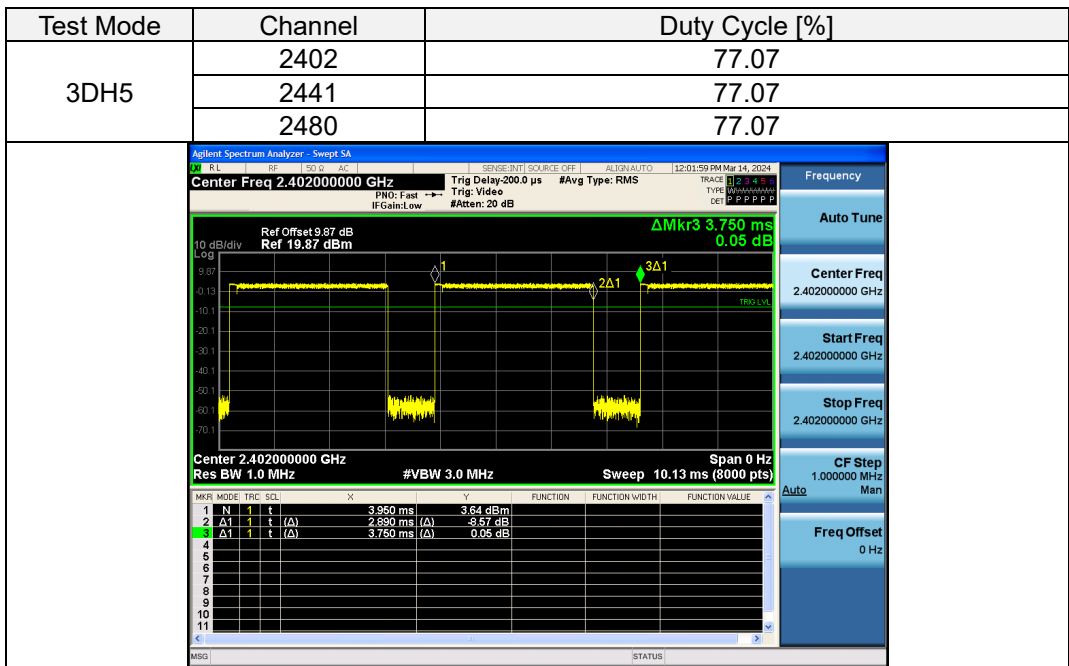 Test Mode Channel Duty Cycle [%]
3DH5
2402 77.07
2441 77.07
2480 77.07
Agilent Spectrum Analyzer - Swept SA
RL RF 50 Ω AC SENSE:INT SOURCE OFF ALIGNAUTO 12:01:59 PM Mar 14, 2024
Center Freq 2.402000000 GHz
PNO: Fast
IFGain:Low
Trig Delay-200.0 µs #Avg Type: RMS
Trig: Video
#Atten: 20 dB
TRACE 1 2 3 4 5 6
TYPE
DET P P P P P P
ΔMkr3 3.750 ms
0.05 dB
Ref Offset 9.87 dB
10 dB/div Ref 19.87 dBm
Log
9.87
-0.13
-10.1
-20.1
-30.1
-40.1
-50.1
-60.1
-70.1
1
2Δ1
3Δ1
TRIG LVL
Center 2.402000000 GHz Span 0 Hz
Res BW 1.0 MHz #VBW 3.0 MHz Sweep 10.13 ms (8000 pts)
MKR MODE TRC SCL X Y FUNCTION FUNCTION WIDTH FUNCTION VALUE
1 N 1 t 3.950 ms 3.64 dBm
2 Δ1 1 t (Δ) 2.890 ms (Δ) -8.57 dB
3 Δ1 1 t (Δ) 3.750 ms (Δ) 0.05 dB
4
5
6
7
8
9
10
11
MSG STATUS
Frequency
Auto Tune
Center Freq
2.402000000 GHz
Start Freq
2.402000000 GHz
Stop Freq
2.402000000 GHz
CF Step
1.000000 MHz
Auto Man
Freq Offset
0 Hz